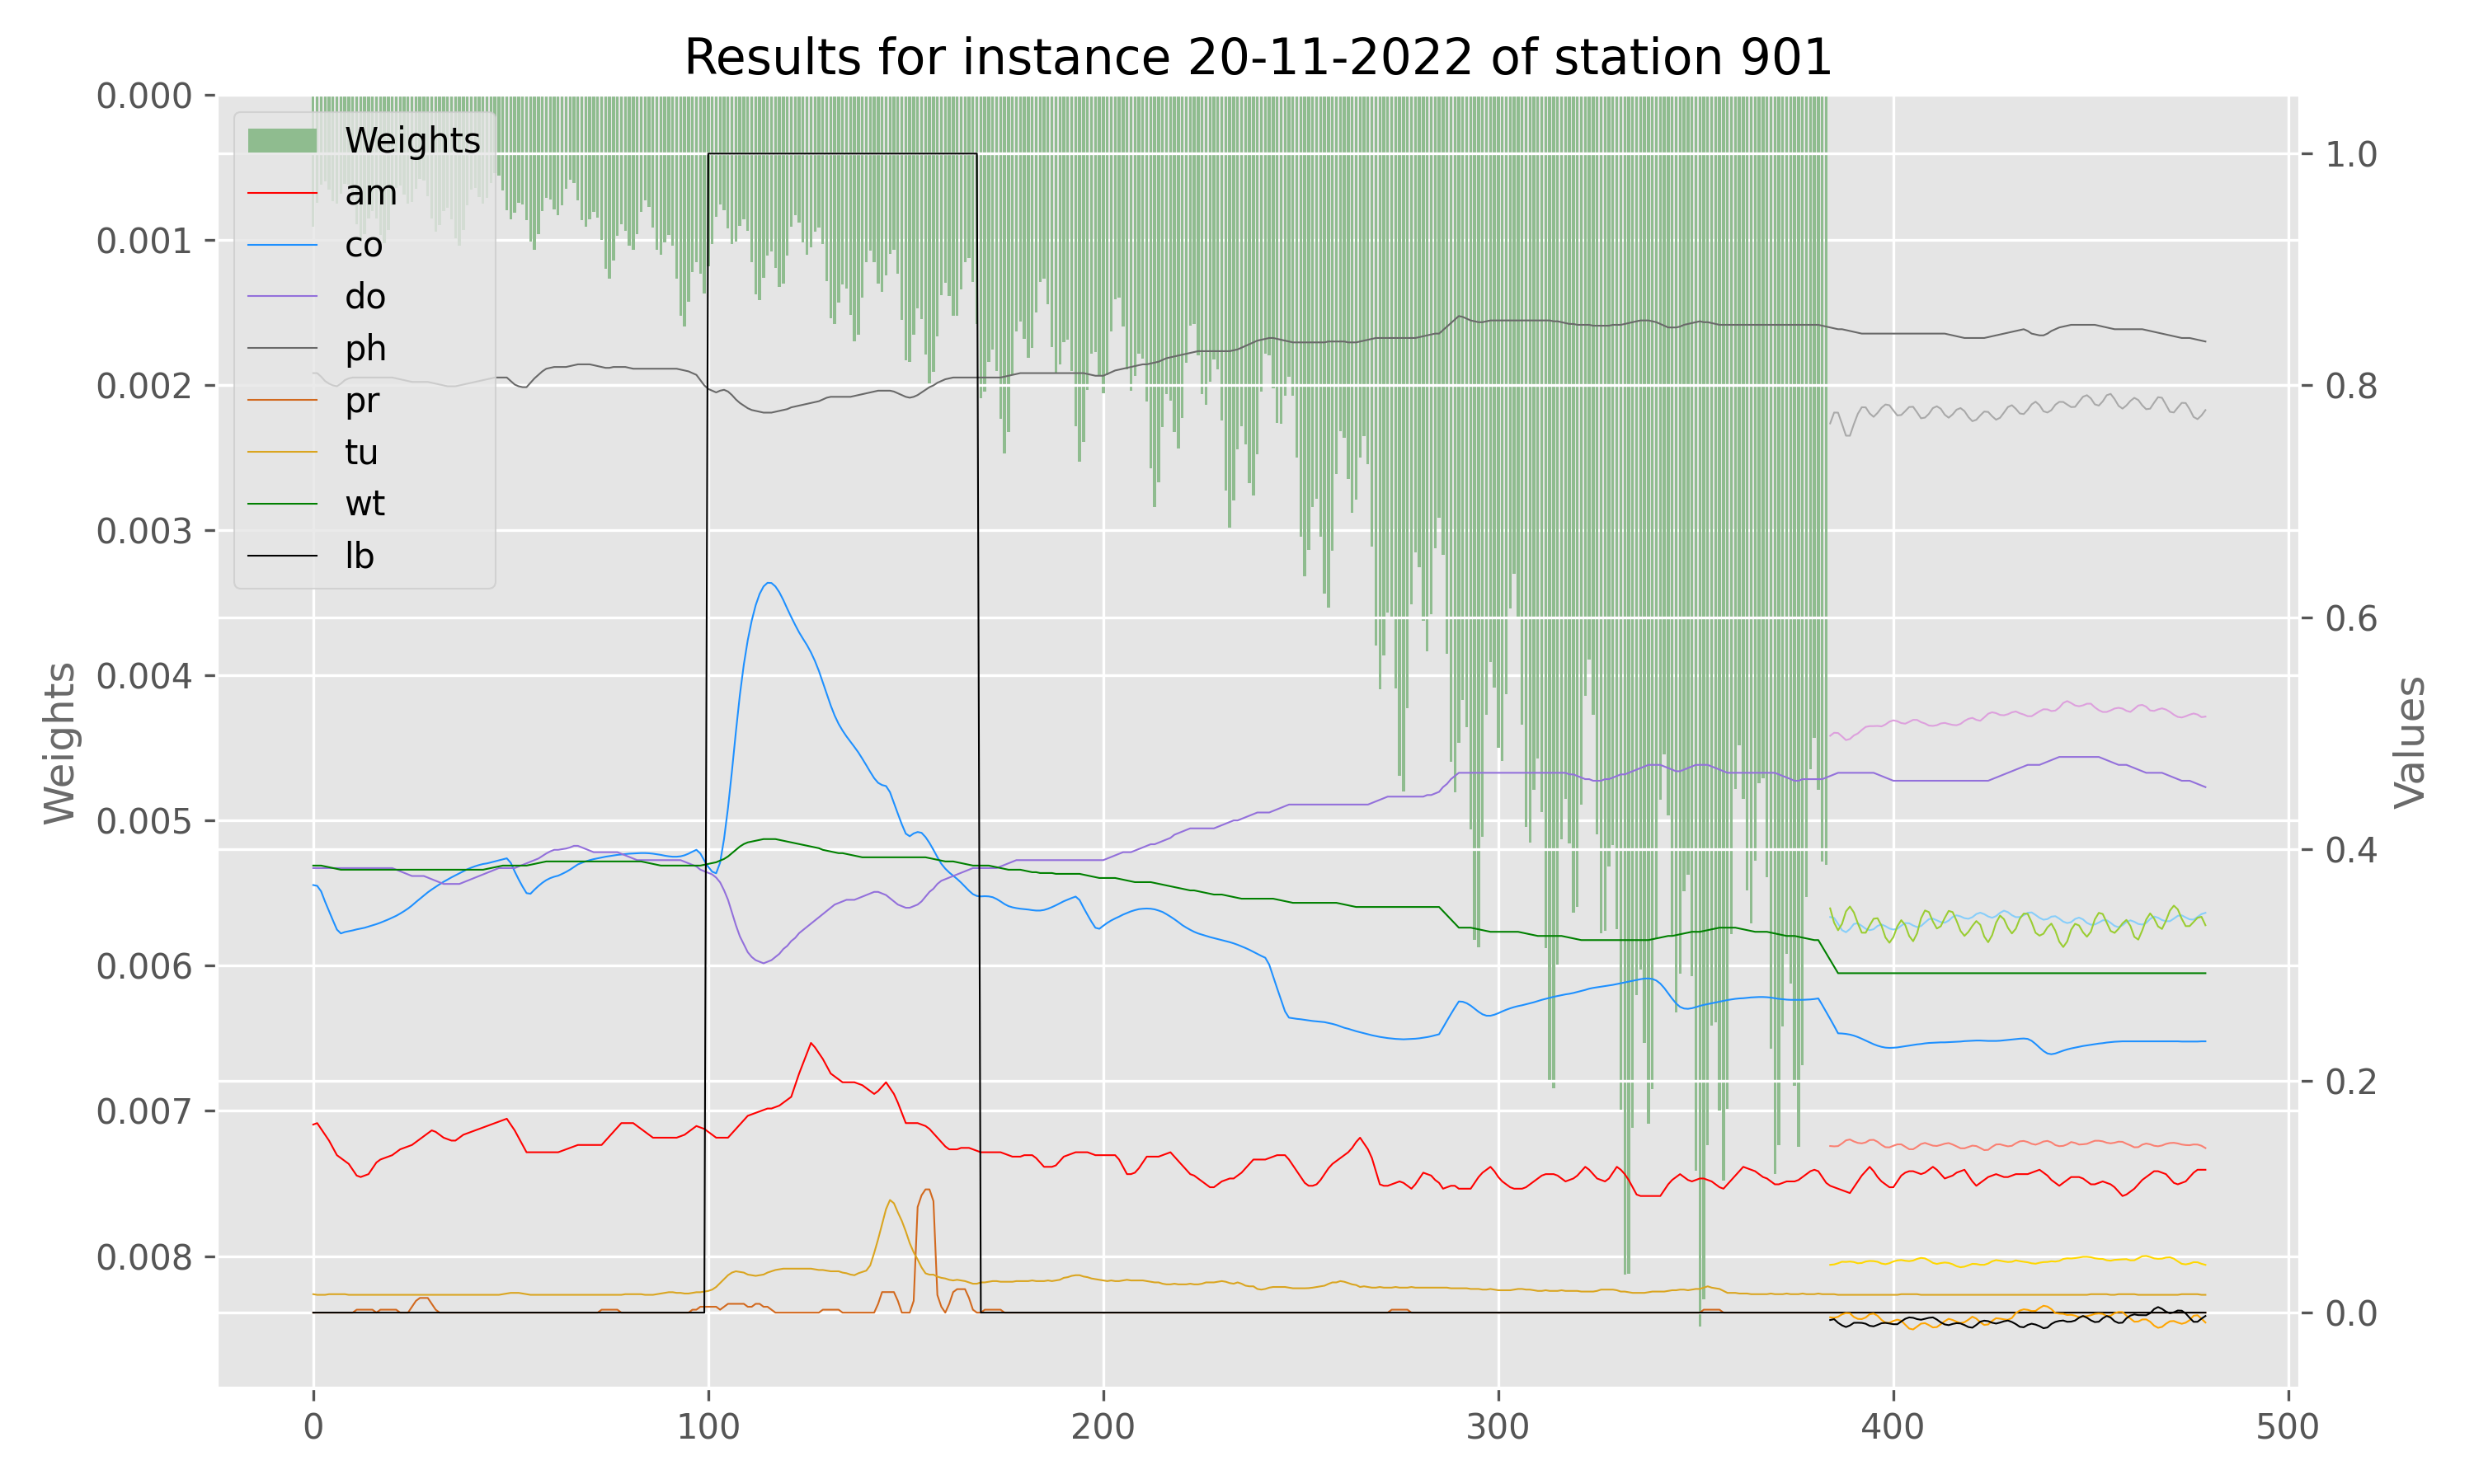 Results for instance 20-11-2022 of station 901
0.000
0.001
0.002
0.003
0.004
0.005
0.006
0.007
0.008
Weights
Weights
am
co
do
ph
pr
tu
wt
lb
1.0
0.8
0.6
0.4
0.2
0.0
Values
0 100 200 300 400 500